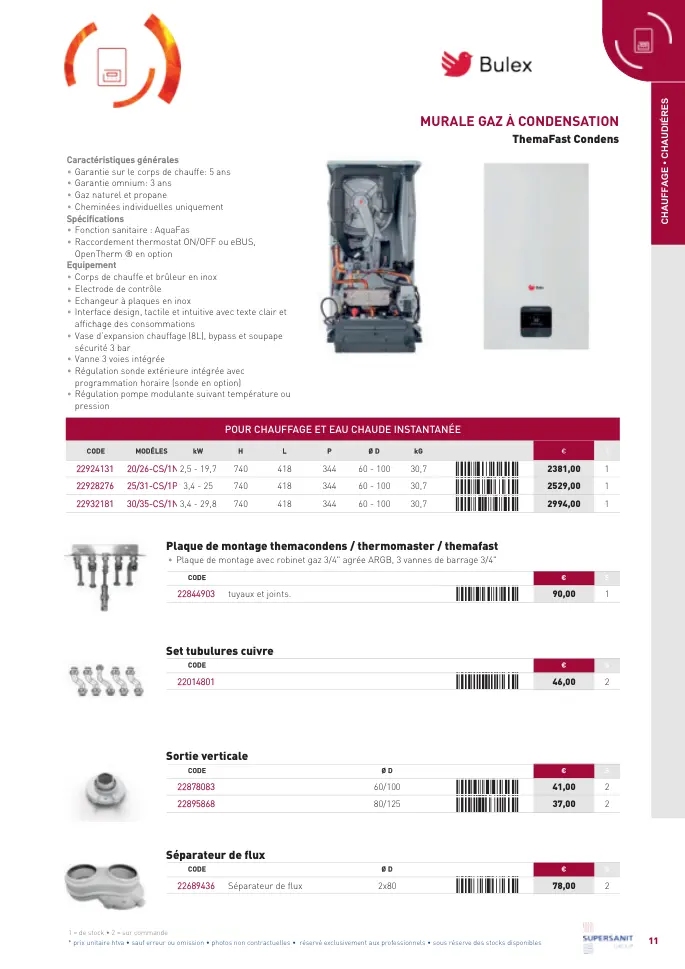 Bulex
MURALE GAZ À CONDENSATION
ThemaFast Condens
CHAUFFAGE • CHAUDIÈRES
Caractéristiques générales
• Garantie sur le corps de chauffe: 5 ans
• Garantie omnium: 3 ans
• Gaz naturel et propane
• Cheminées individuelles uniquement
Spécifications
• Fonction sanitaire : AquaFas
• Raccordement thermostat ON/OFF ou eBUS,
OpenTherm ® en option
Equipement
• Corps de chauffe et brûleur en inox
• Electrode de contrôle
• Echangeur à plaques en inox
• Interface design, tactile et intuitive avec texte clair et
affichage des consommations
• Vase d'expansion chauffage (8L), bypass et soupape
sécurité 3 bar
• Vanne 3 voies intégrée
• Régulation sonde extérieure intégrée avec
programmation horaire (sonde en option)
• Régulation pompe modulante suivant température ou
pression
Bulex
POUR CHAUFFAGE ET EAU CHAUDE INSTANTANÉE
CODE MODÈLES kW H L P Ø D kG €
22924131 20/26-CS/1N 2,5 - 19,7 740 418 344 60 - 100 30,7 2381,00 1
22928276 25/31-CS/1P 3,4 - 25 740 418 344 60 - 100 30,7 2529,00 1
22932181 30/35-CS/1N 3,4 - 29,8 740 418 344 60 - 100 30,7 2994,00 1
Plaque de montage themacondens / thermomaster / themafast
• Plaque de montage avec robinet gaz 3/4" agrée ARGB, 3 vannes de barrage 3/4"
CODE €
22844903 tuyaux et joints. 90,00 1
Set tubulures cuivre
CODE €
22014801 46,00 2
Sortie verticale
CODE Ø D €
22878083 60/100 41,00 2
22895868 80/125 37,00 2
Séparateur de flux
CODE Ø D €
22689436 Séparateur de flux 2x80 78,00 2
1 = de stock • 2 = sur commande
* prix unitaire htva • sauf erreur ou omission • photos non contractuelles • réservé exclusivement aux professionnels • sous réserve des stocks disponibles
SUPERSANIT
GROUP
11